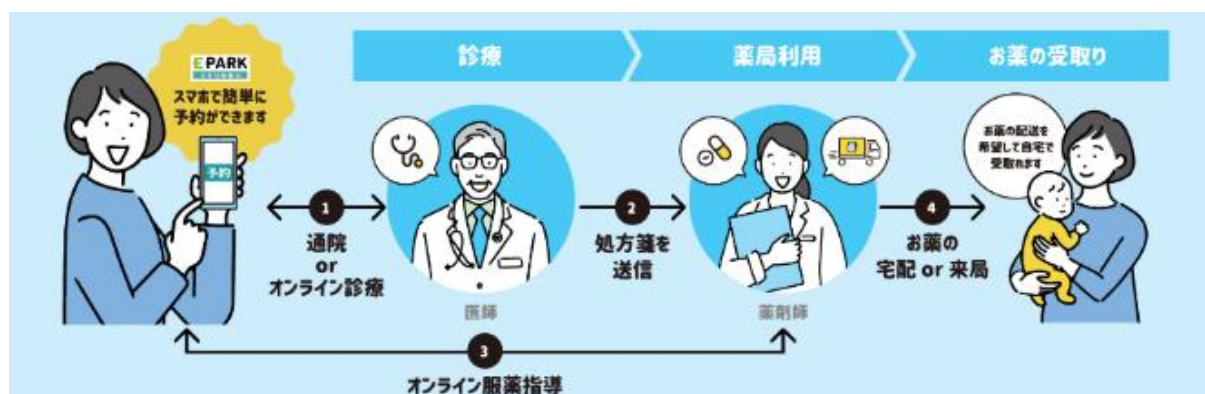 診療
薬局利用
お薬の受取り
EPARK
スマホで簡単に
予約ができます
予約
お薬の配送を
希望して自宅で
受取れます
1
通院
or
オンライン診療
2
処方箋を
送信
4
お薬の
宅配 or 来局
医師
薬剤師
3
オンライン服薬指導